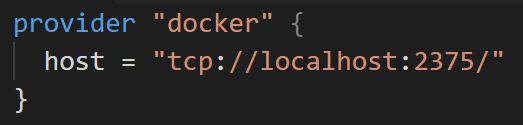 provider "docker" {
host = "tcp://localhost:2375/"
}